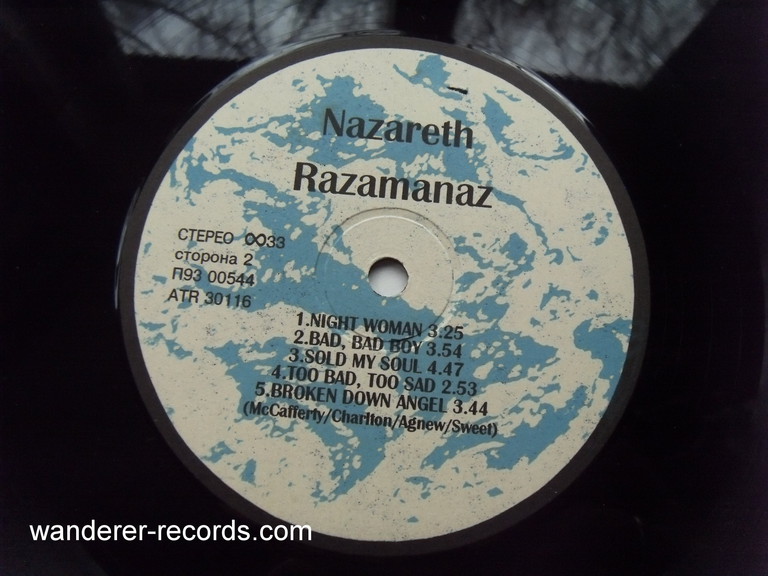 Nazareth
Razamanaz
СТЕРЕО ꝏ33
сторона 2
П93 00544
ATR 30116
1.NIGHT WOMAN 3.25
2.BAD, BAD BOY 3.54
3.SOLD MY SOUL 4.47
4.TOO BAD, TOO SAD 2.53
5.BROKEN DOWN ANGEL 3.44
(McCafferty/Charlton/Agnew/Sweet)
wanderer-records.com